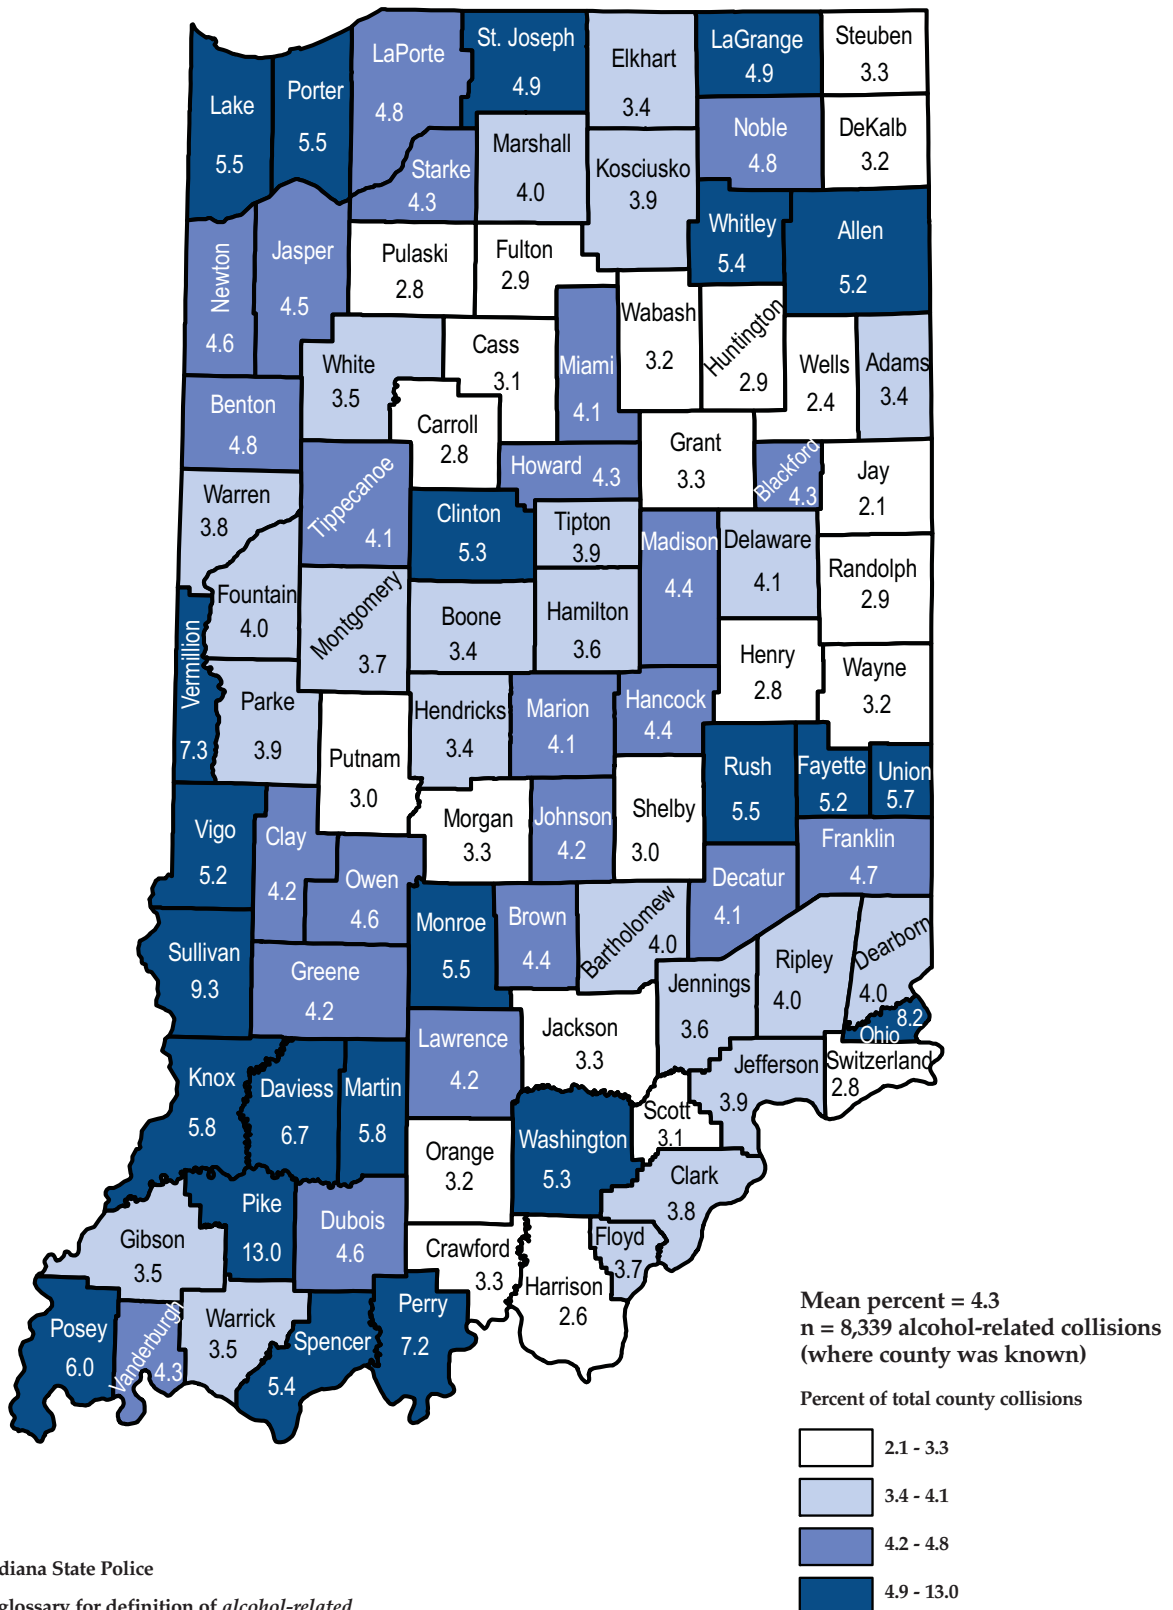 St. Joseph
4.9
LaPorte
4.8
Elkhart
3.4
LaGrange
4.9
Steuben
3.3
Lake
5.5
Porter
5.5
Noble
4.8
DeKalb
3.2
Marshall
4.0
Starke
4.3
Kosciusko
3.9
Whitley
5.4
Allen
5.2
Newton
4.6
Jasper
4.5
Pulaski
2.8
Fulton
2.9
Wabash
3.2
Huntington
2.9
White
3.5
Cass
3.1
Miami
4.1
Wells
2.4
Adams
3.4
Benton
4.8
Carroll
2.8
Grant
3.3
Howard 4.3
Blackford
4.3
Jay
2.1
Warren
3.8
Tippecanoe
4.1
Clinton
5.3
Tipton
3.9
Madison
4.4
Delaware
4.1
Randolph
2.9
Fountain
4.0
Montgomery
3.7
Boone
3.4
Hamilton
3.6
Vermillion
7.3
Henry
2.8
Wayne
3.2
Parke
3.9
Hendricks
3.4
Marion
4.1
Hancock
4.4
Putnam
3.0
Rush
5.5
Fayette
5.2
Union
5.7
Vigo
5.2
Clay
4.2
Morgan
3.3
Johnson
4.2
Shelby
3.0
Franklin
4.7
Owen
4.6
Decatur
4.1
Monroe
5.5
Brown
4.4
Bartholomew
4.0
Sullivan
9.3
Greene
4.2
Ripley
4.0
Dearborn
4.0
Jennings
3.6
8.2
Ohio
Jackson
3.3
Lawrence
4.2
Switzerland
2.8
Knox
5.8
Daviess
6.7
Martin
5.8
Jefferson
3.9
Scott
3.1
Washington
5.3
Orange
3.2
Clark
3.8
Pike
13.0
Dubois
4.6
Gibson
3.5
Crawford
3.3
Floyd
3.7
Harrison
2.6
Posey
6.0
Vanderburgh
4.3
Warrick
3.5
Spencer
5.4
Perry
7.2
Mean percent = 4.3
n = 8,339 alcohol-related collisions
(where county was known)
Percent of total county collisions
2.1 - 3.3
3.4 - 4.1
4.2 - 4.8
4.9 - 13.0
diana State Police
glossary for definition of alcohol-related